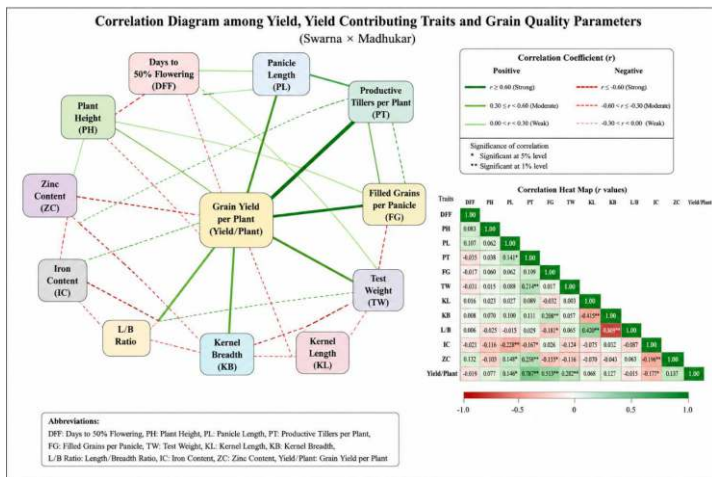 Correlation Diagram among Yield, Yield Contributing Traits and Grain Quality Parameters
(Swarna × Madhukar)
Days to
50% Flowering
(DFF)
Panicle
Length
(PL)
Productive
Tillers per Plant
(PT)
Plant
Height
(PH)
Zinc
Content
(ZC)
Grain Yield
per Plant
(Yield/Plant)
Filled Grains
per Panicle
(FG)
Iron
Content
(IC)
Test
Weight
(TW)
L/B
Ratio
Kernel
Breadth
(KB)
Kernel
Length
(KL)
Correlation Coefficient (r)
Positive Negative
r ≥ 0.60 (Strong) r ≤ -0.60 (Strong)
0.30 ≤ r < 0.60 (Moderate) -0.60 < r ≤ -0.30 (Moderate)
0.00 < r < 0.30 (Weak) -0.30 < r < 0.00 (Weak)
Significance of correlation
* Significant at 5% level
** Significant at 1% level
Correlation Heat Map (r values)
Traits DFF PH PL PT FG TW KL KB L/B IC ZC Yield/Plant
DFF 1.00
PH 0.083 1.00
PL 0.107 0.062 1.00
PT -0.035 0.038 0.141* 1.00
FG -0.017 0.060 0.062 0.109 1.00
TW -0.031 0.015 0.009 0.214** 0.017 1.00
KL 0.016 0.023 0.027 0.089 -0.032 0.003 1.00
KB 0.008 0.070 0.100 0.111 0.200** 0.057 -0.415** 1.00
L/B 0.006 -0.025 -0.015 0.029 -0.181* 0.065 0.420** 1.00
IC -0.021 -0.116 -0.228** -0.167* 0.026 -0.124 -0.075 0.032 -0.087 1.00
ZC 0.132 -0.103 0.148* 0.250** -0.135* -0.116 -0.070 -0.043 0.063 -0.196** 1.00
Yield/Plant -0.019 0.077 0.146* 0.787** 0.513** 0.282** 0.068 0.127 -0.015 -0.177* 0.137 1.00
-1.0 -0.5 0 0.5 1.0
Abbreviations:
DFF: Days to 50% Flowering, PH: Plant Height, PL: Panicle Length, PT: Productive Tillers per Plant,
FG: Filled Grains per Panicle, TW: Test Weight, KL: Kernel Length, KB: Kernel Breadth,
L/B Ratio: Length/Breadth Ratio, IC: Iron Content, ZC: Zinc Content, Yield/Plant: Grain Yield per Plant